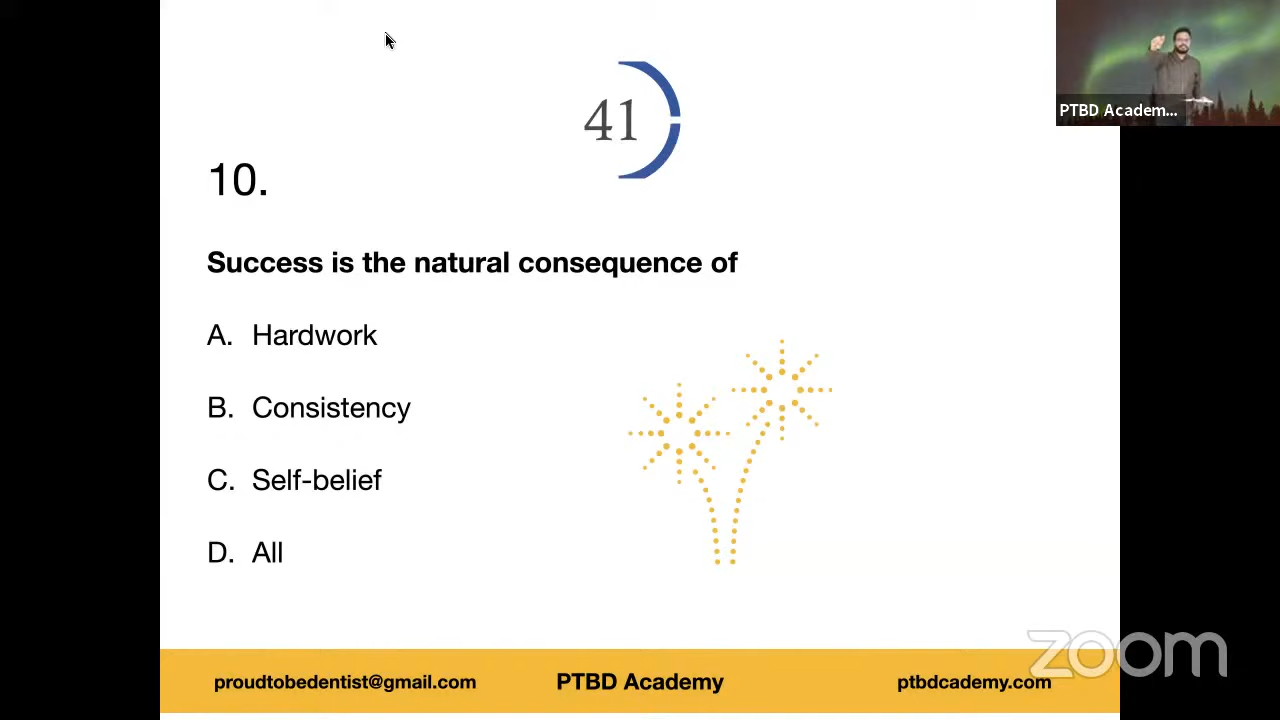 PTBD Academ...
41
10.
Success is the natural consequence of
A. Hardwork
B. Consistency
C. Self-belief
D. All
proudtobedentist@gmail.com PTBD Academy ptbdcademy.com
zoom